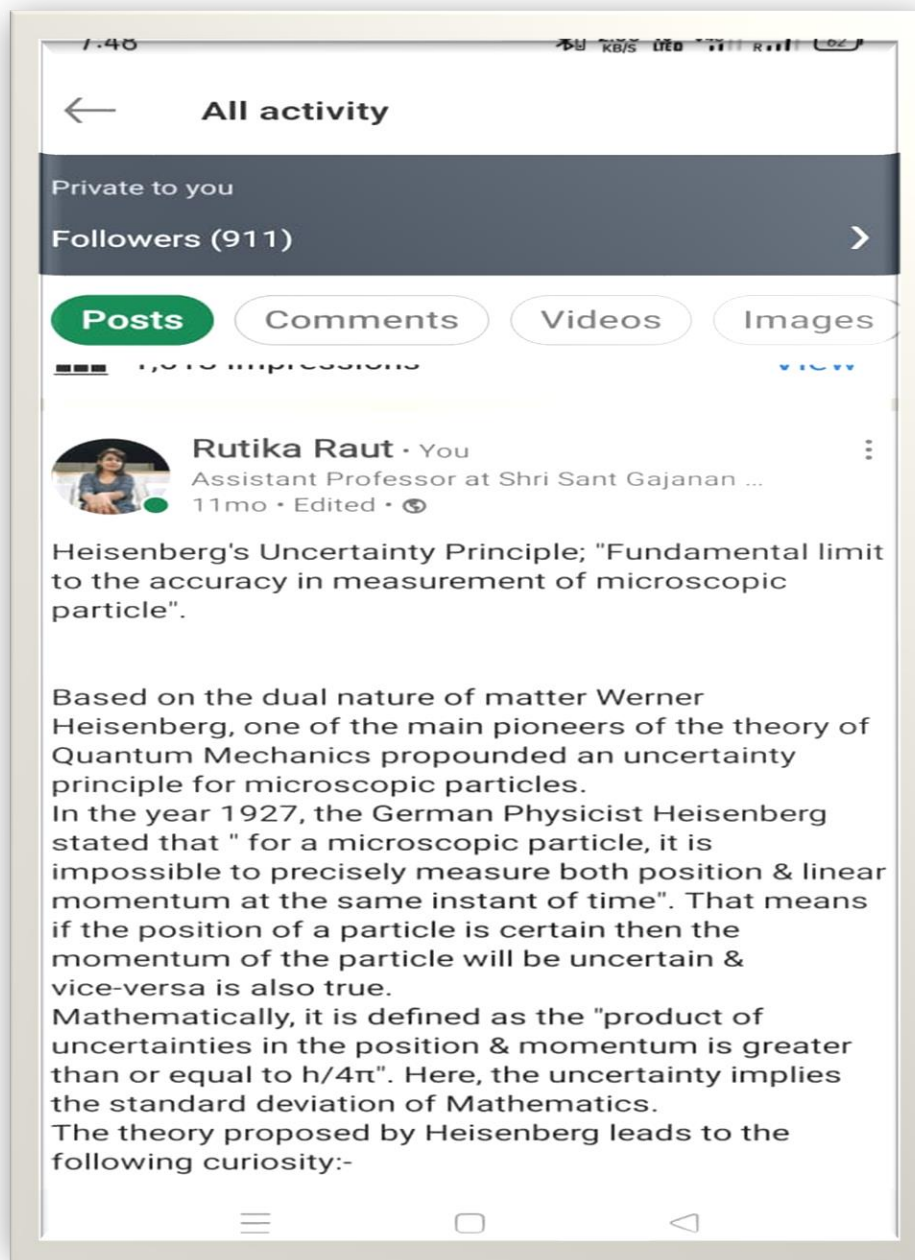 7:48
KB/S
62
← All activity
Private to you
Followers (911)
Posts Comments Videos Images
impressions View
Rutika Raut · You
Assistant Professor at Shri Sant Gajanan ...
11mo • Edited •
Heisenberg's Uncertainty Principle; "Fundamental limit
to the accuracy in measurement of microscopic
particle".
Based on the dual nature of matter Werner
Heisenberg, one of the main pioneers of the theory of
Quantum Mechanics propounded an uncertainty
principle for microscopic particles.
In the year 1927, the German Physicist Heisenberg
stated that " for a microscopic particle, it is
impossible to precisely measure both position & linear
momentum at the same instant of time". That means
if the position of a particle is certain then the
momentum of the particle will be uncertain &
vice-versa is also true.
Mathematically, it is defined as the "product of
uncertainties in the position & momentum is greater
than or equal to h/4π". Here, the uncertainty implies
the standard deviation of Mathematics.
The theory proposed by Heisenberg leads to the
following curiosity:-